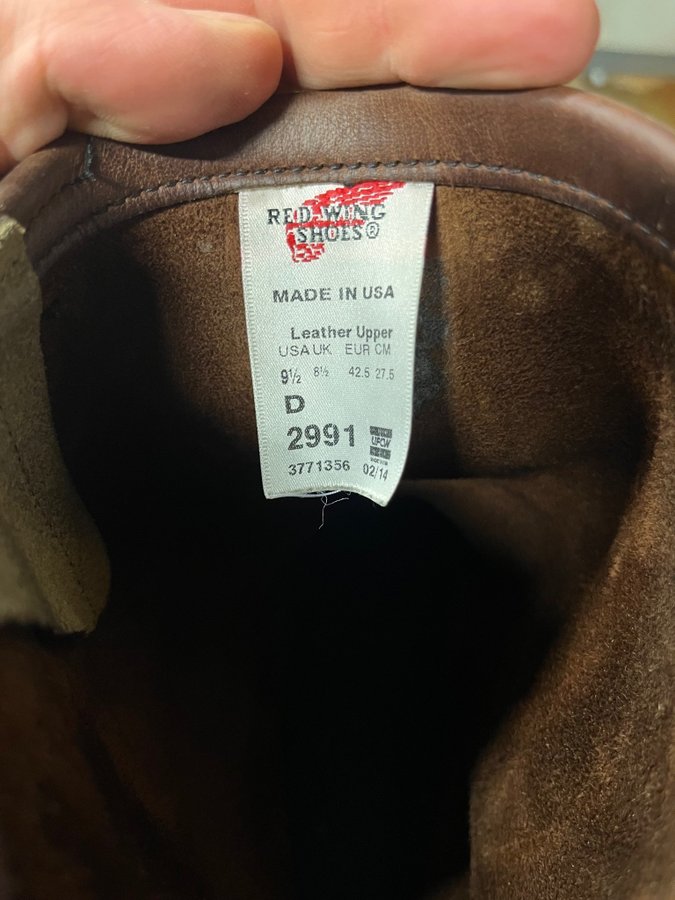 RED WING
SHOES®
MADE IN USA
Leather Upper
USA UK EUR CM
9½ 8½ 42.5 27.5
D
2991
UFCW
3771356 02/14